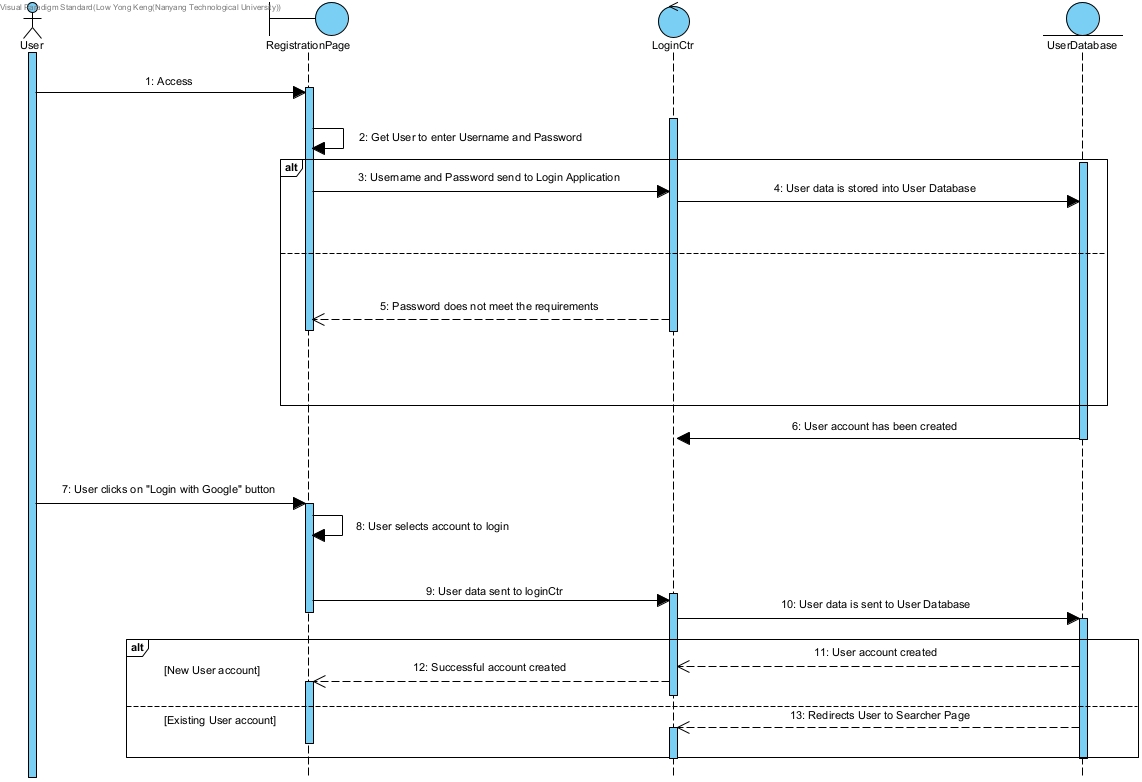 Visual Paradigm Standard(Low Yong Keng(Nanyang Technological University))
User
RegistrationPage
LoginCtr
UserDatabase
1: Access
2: Get User to enter Username and Password
alt
3: Username and Password send to Login Application
4: User data is stored into User Database
5: Password does not meet the requirements
6: User account has been created
7: User clicks on "Login with Google" button
8: User selects account to login
9: User data sent to loginCtr
10: User data is sent to User Database
alt
11: User account created
[New User account]
12: Successful account created
[Existing User account]
13: Redirects User to Searcher Page